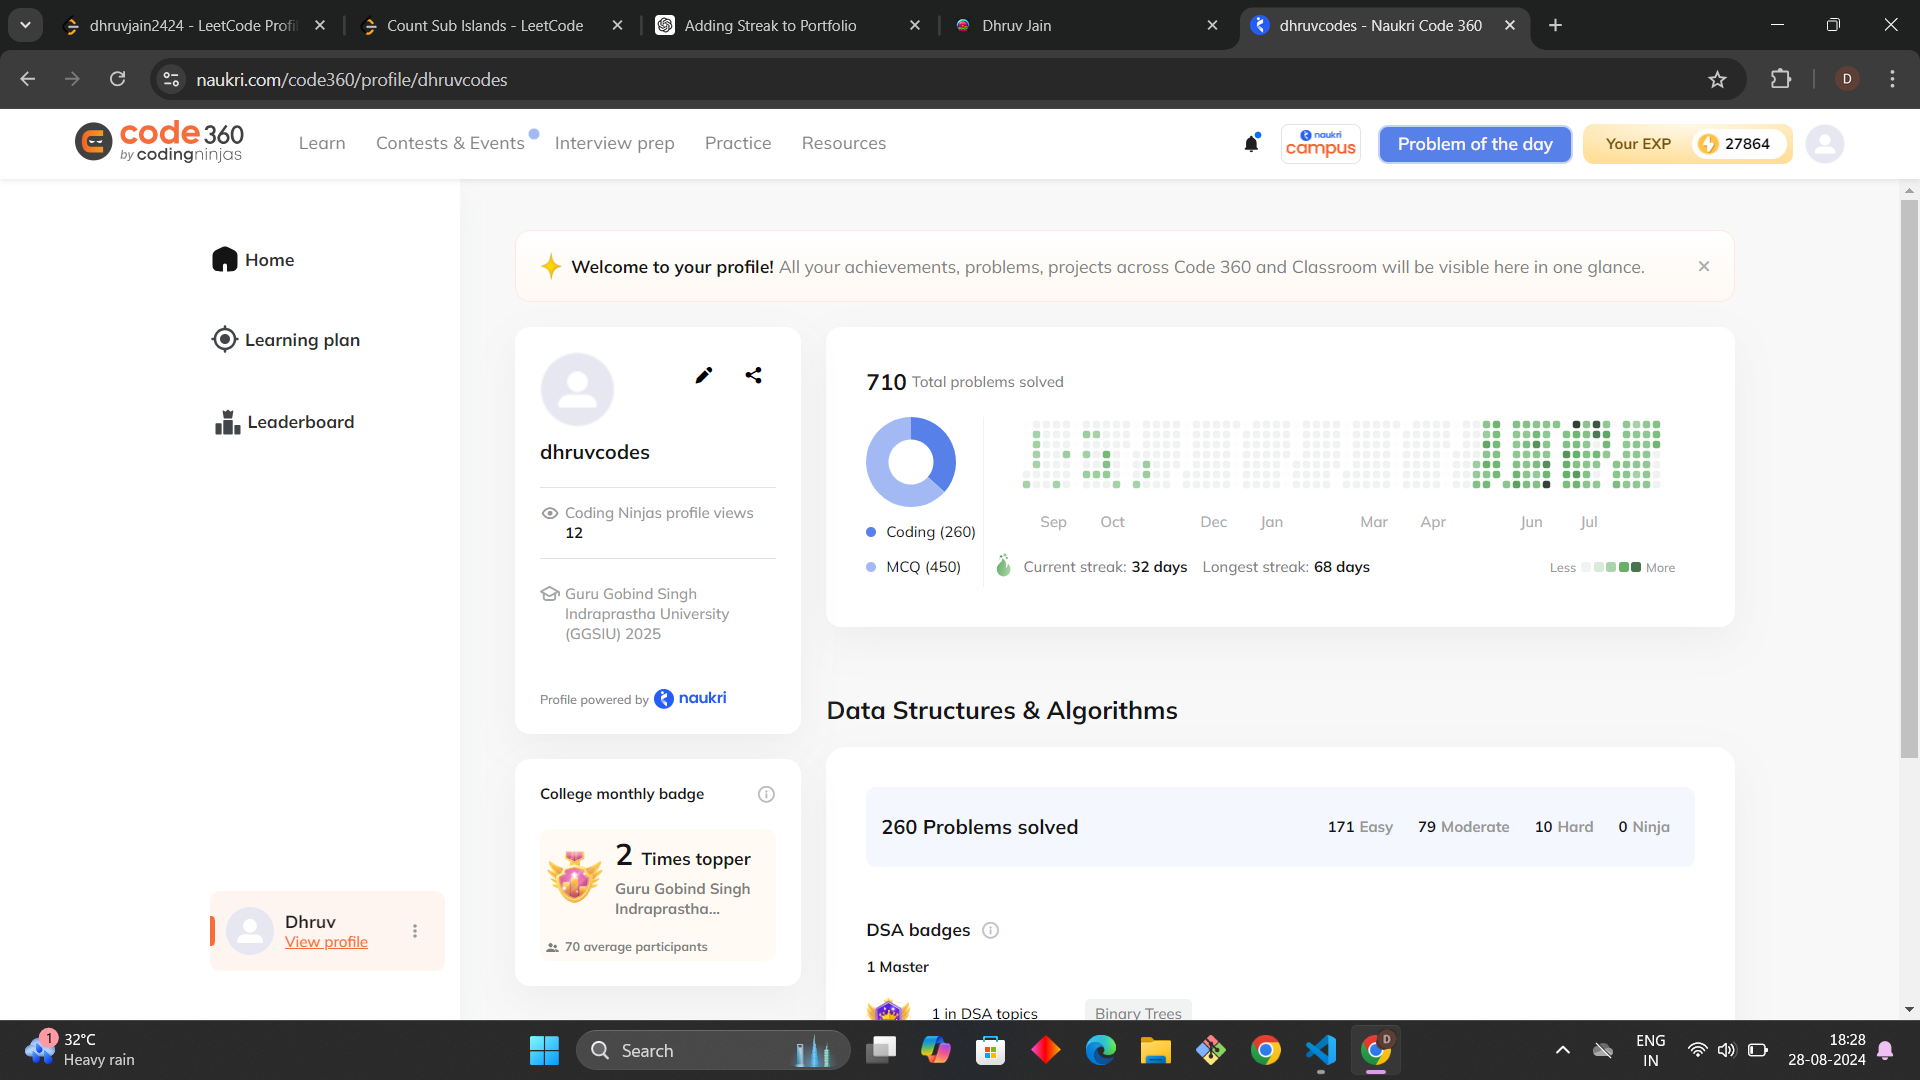 dhruvjain2424 - LeetCode Profi
Count Sub Islands - LeetCode
Adding Streak to Portfolio
Dhruv Jain
dhruvcodes - Naukri Code 360
naukri.com/code360/profile/dhruvcodes
D
code 360
by codingninjas
Learn
Contests & Events
Interview prep
Practice
Resources
naukri
campus
Problem of the day
Your EXP
27864
Home
Learning plan
Leaderboard
Dhruv
View profile
Welcome to your profile! All your achievements, problems, projects across Code 360 and Classroom will be visible here in one glance.
dhruvcodes
Coding Ninjas profile views
12
Guru Gobind Singh
Indraprastha University
(GGSIU) 2025
Profile powered by naukri
College monthly badge
2 Times topper
Guru Gobind Singh
Indraprastha...
70 average participants
710 Total problems solved
Coding (260)
MCQ (450)
Sep
Oct
Dec
Jan
Mar
Apr
Jun
Jul
Current streak: 32 days
Longest streak: 68 days
Less
More
Data Structures & Algorithms
260 Problems solved
171 Easy
79 Moderate
10 Hard
0 Ninja
DSA badges
1 Master
1 in DSA topics
Binary Trees
1
32°C
Heavy rain
Search
D
ENG
IN
18:28
28-08-2024